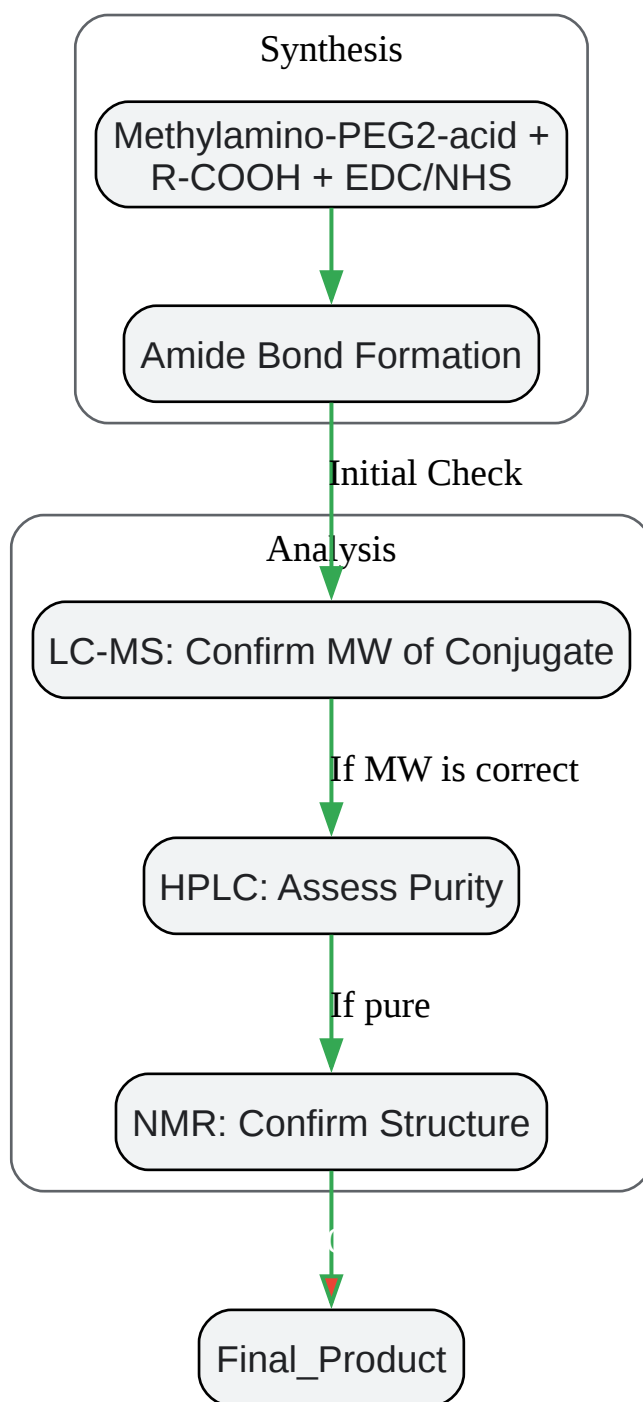 Synthesis
Methylamino-PEG2-acid +
R-COOH + EDC/NHS
Amide Bond Formation
Initial Check
Analysis
LC-MS: Confirm MW of Conjugate
If MW is correct
HPLC: Assess Purity
If pure
NMR: Confirm Structure
Final_Product